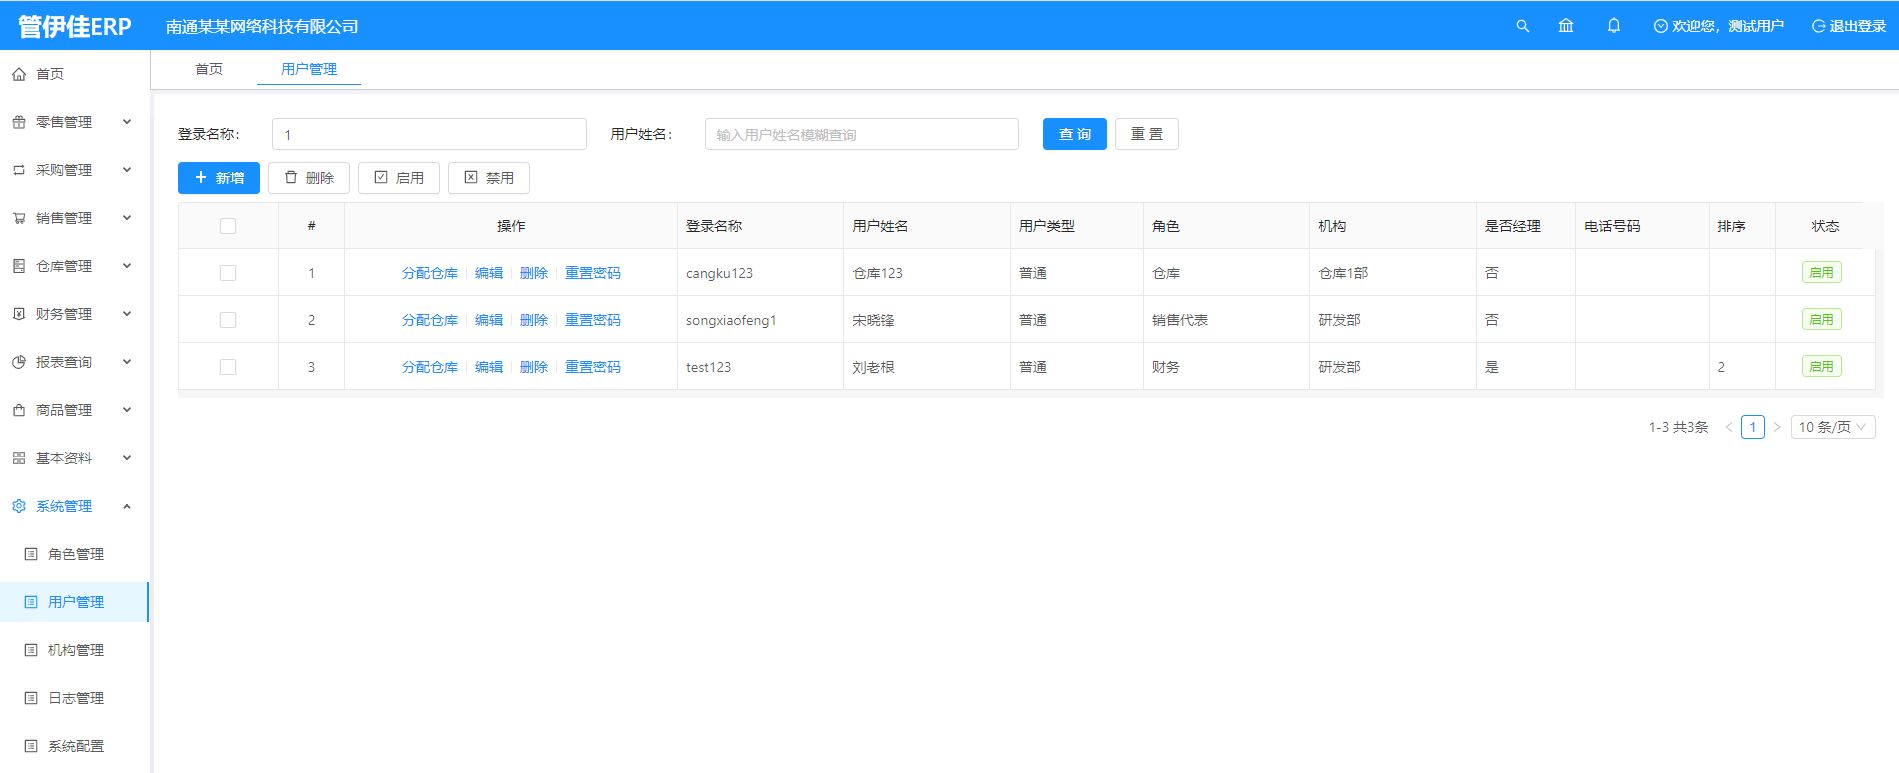 管伊佳ERP 南通某某网络科技有限公司 欢迎您，测试用户 退出登录
首页
零售管理
采购管理
销售管理
仓库管理
财务管理
报表查询
商品管理
基本资料
系统管理
角色管理
用户管理
机构管理
日志管理
系统配置
首页 用户管理
登录名称： 1 用户姓名： 输入用户姓名模糊查询 查 询 重 置
新增 删除 启用 禁用
# 操作 登录名称 用户姓名 用户类型 角色 机构 是否经理 电话号码 排序 状态
1 分配仓库 编辑 删除 重置密码 cangku123 仓库123 普通 仓库 仓库1部 否 启用
2 分配仓库 编辑 删除 重置密码 songxiaofeng1 宋晓锋 普通 销售代表 研发部 否 启用
3 分配仓库 编辑 删除 重置密码 test123 刘老根 普通 财务 研发部 是 2 启用
1-3 共3条 < 1 > 10 条/页